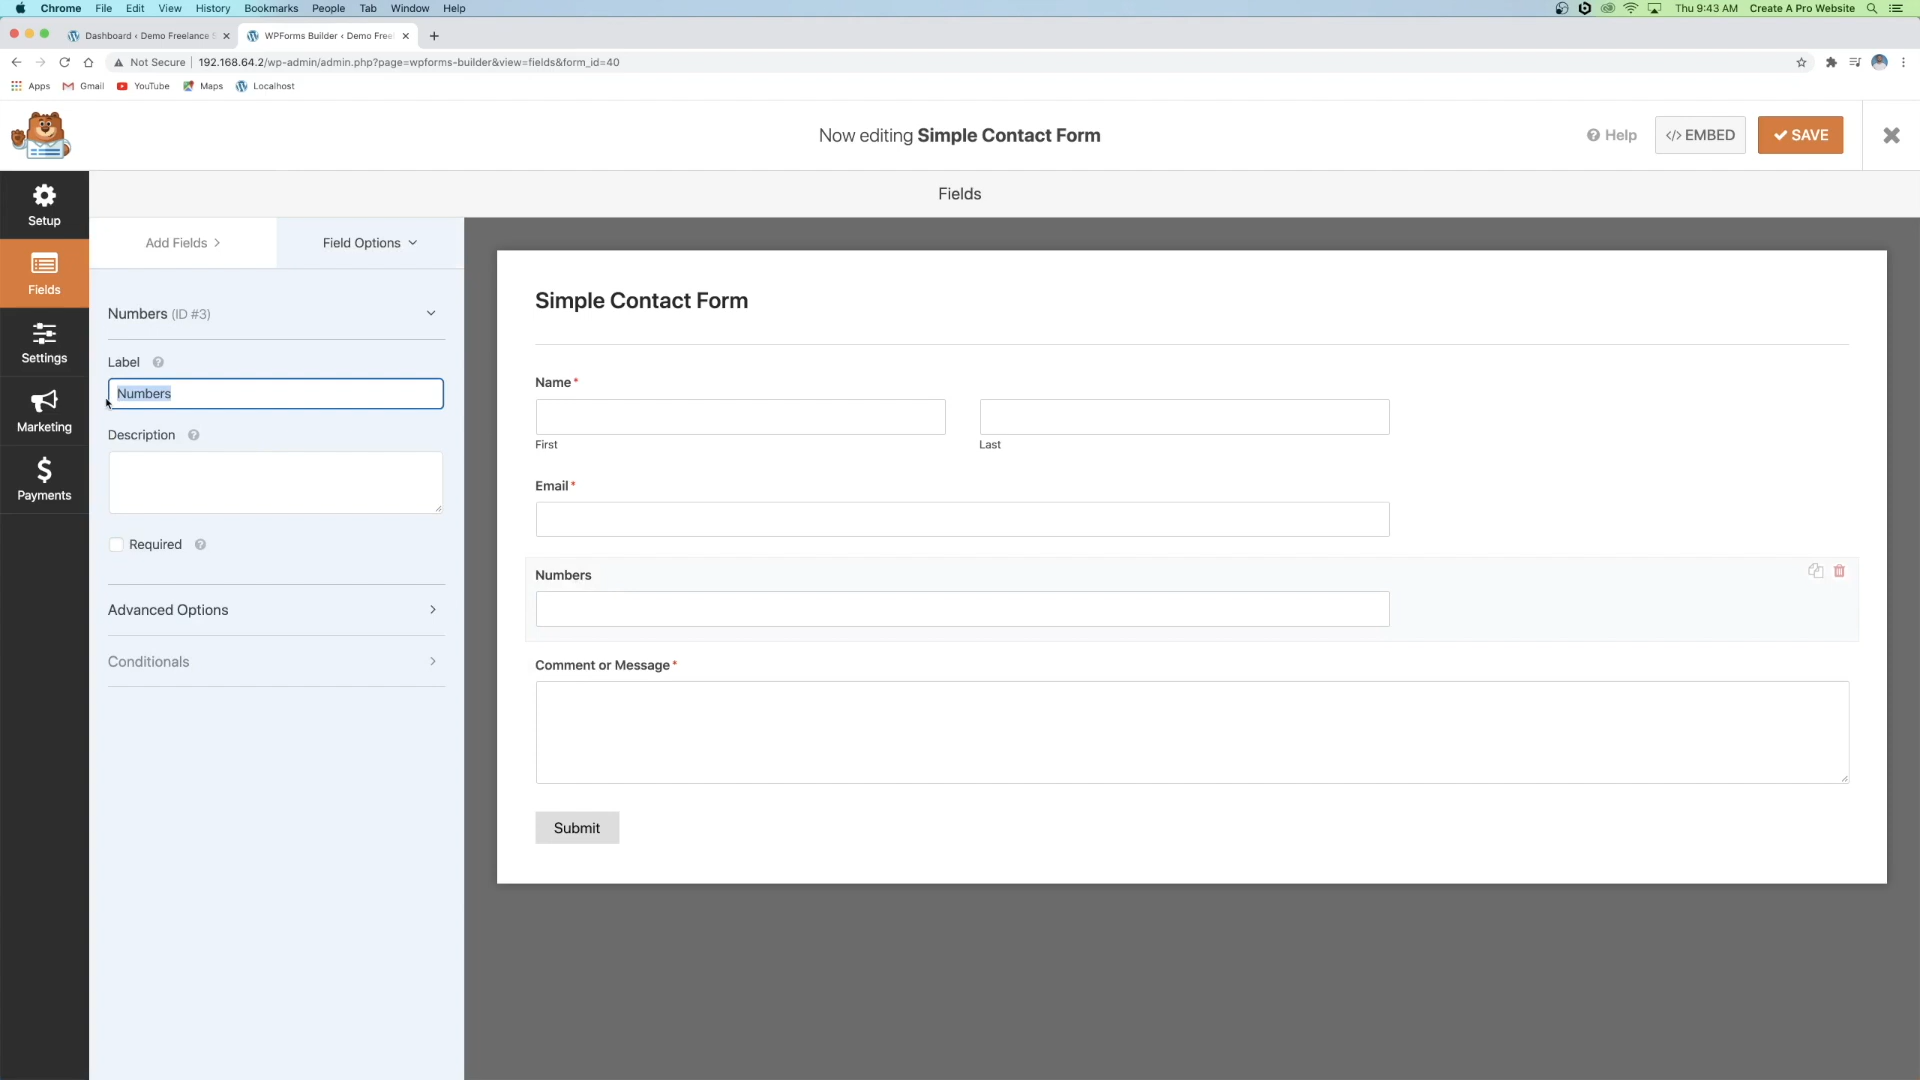 Chrome File Edit View History Bookmarks People Tab Window Help
Thu 9:43 AM Create A Pro Website
Dashboard ‹ Demo Freelance S
WPForms Builder ‹ Demo Free
Not Secure 192.168.64.2/wp-admin/admin.php?page=wpforms-builder&view=fields&form_id=40
Apps Gmail YouTube Maps Localhost
Now editing Simple Contact Form
Help </> EMBED SAVE
Setup
Fields
Settings
Marketing
Payments
Fields
Add Fields
Field Options
Numbers (ID #3)
Label
Numbers
Description
Required
Advanced Options
Conditionals
Simple Contact Form
Name *
First Last
Email *
Numbers
Comment or Message *
Submit